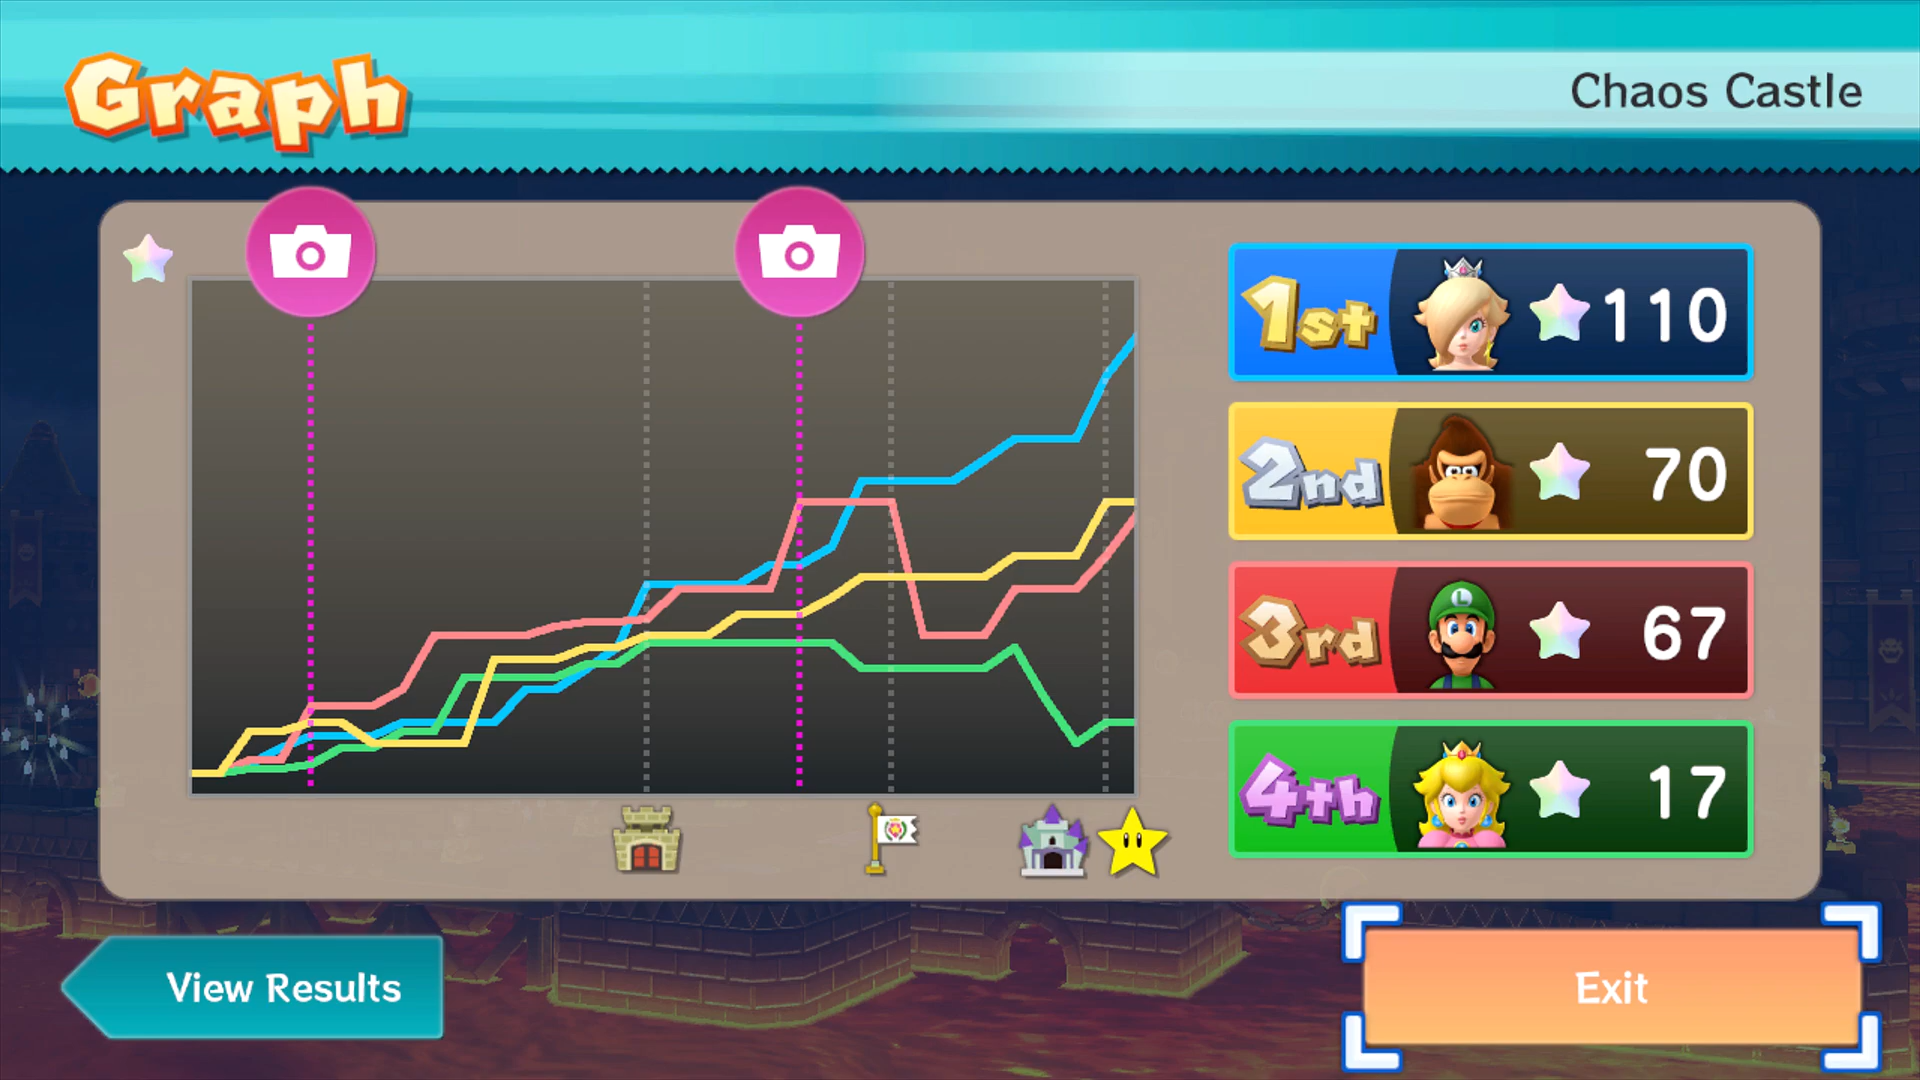 Graph
Chaos Castle
1st 110
2nd 70
3rd L 67
4th 17
View Results
Exit